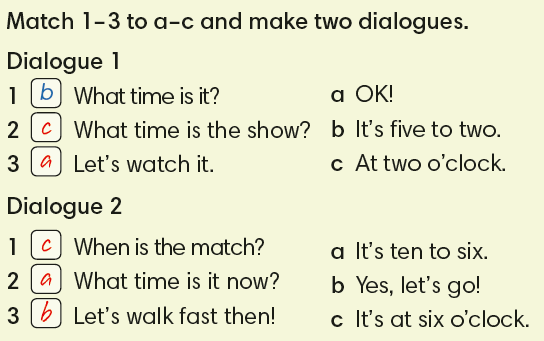 Match 1–3 to a–c and make two dialogues.
Dialogue 1
1 b What time is it? a OK!
2 c What time is the show? b It's five to two.
3 a Let's watch it. c At two o'clock.
Dialogue 2
1 c When is the match? a It's ten to six.
2 a What time is it now? b Yes, let's go!
3 b Let's walk fast then! c It's at six o'clock.